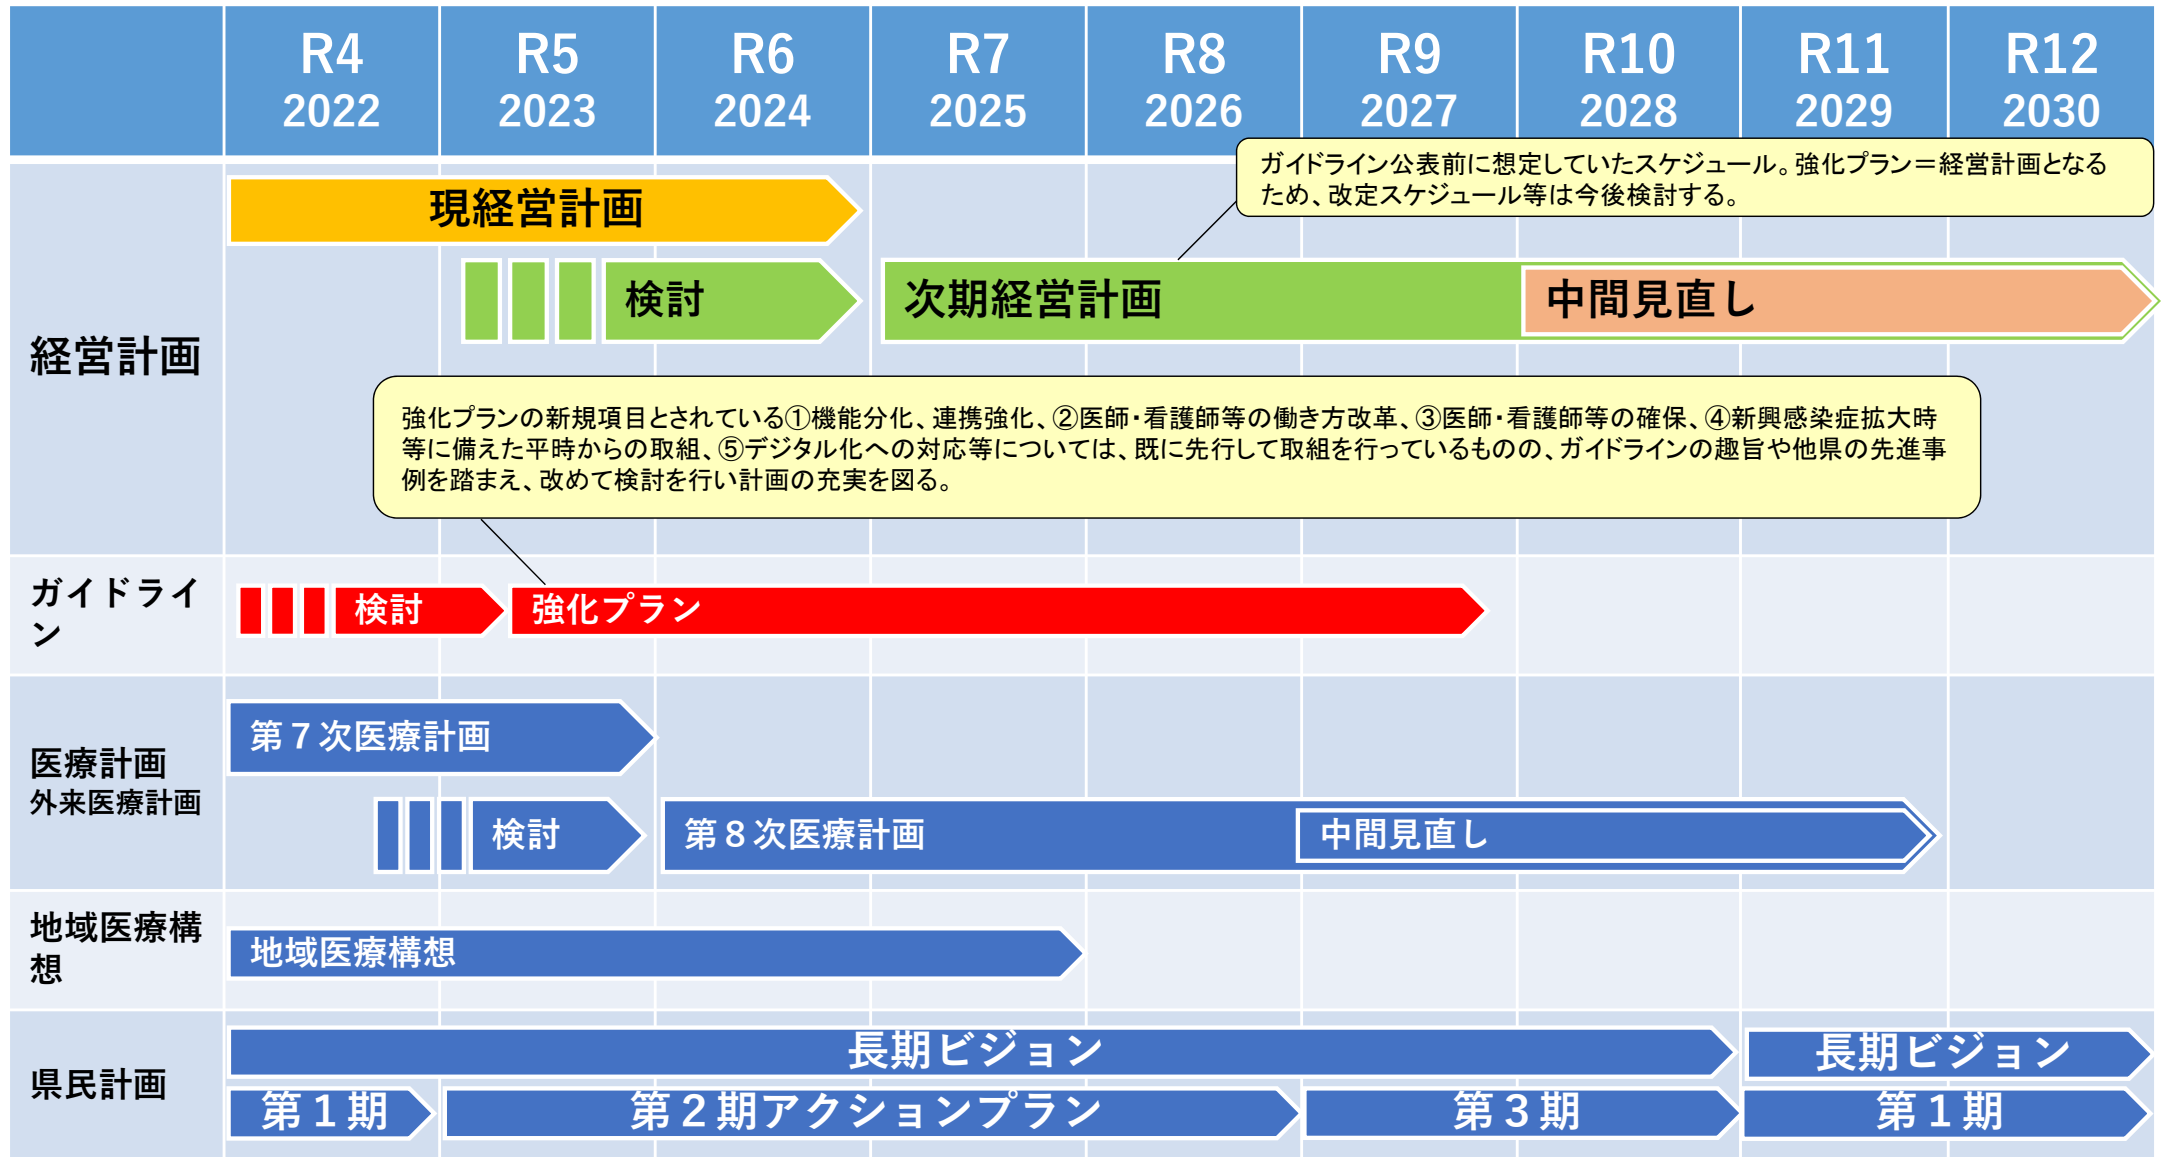 R4
2022
R5
2023
R6
2024
R7
2025
R8
2026
R9
2027
R10
2028
R11
2029
R12
2030
経営計画
現経営計画
ガイドライン公表前に想定していたスケジュール。強化プラン＝経営計画となる
ため、改定スケジュール等は今後検討する。
検討
次期経営計画
中間見直し
強化プランの新規項目とされている①機能分化、連携強化、②医師・看護師等の働き方改革、③医師・看護師等の確保、④新興感染症拡大時
等に備えた平時からの取組、⑤デジタル化への対応等については、既に先行して取組を行っているものの、ガイドラインの趣旨や他県の先進事
例を踏まえ、改めて検討を行い計画の充実を図る。
ガイドライ
ン
検討
強化プラン
医療計画
外来医療計画
第７次医療計画
検討
第８次医療計画
中間見直し
地域医療構
想
地域医療構想
県民計画
長期ビジョン
長期ビジョン
第１期
第２期アクションプラン
第３期
第１期